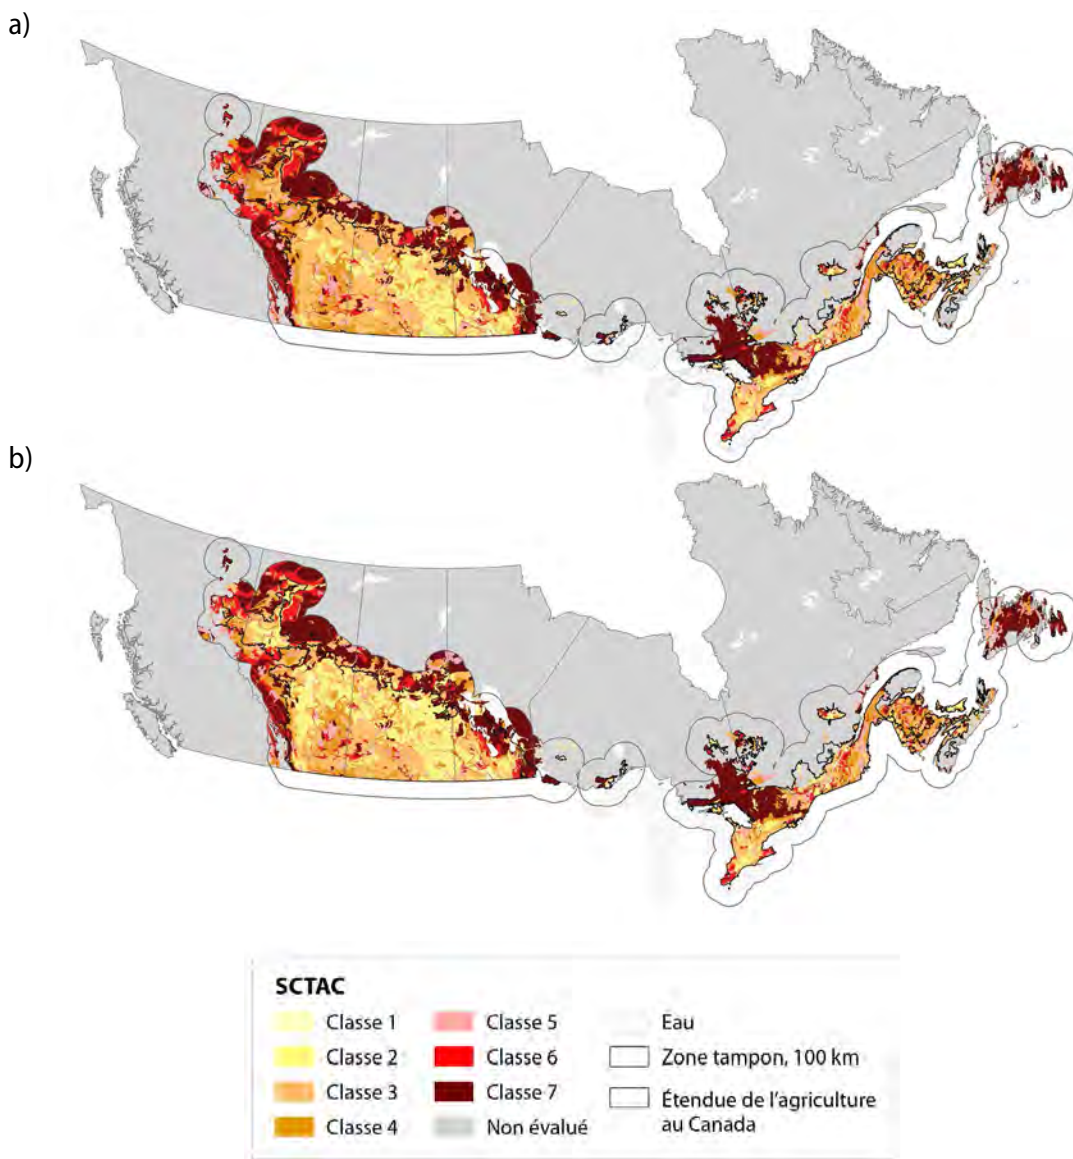 a)
b)
SCTAC
Classe 1
Classe 2
Classe 3
Classe 4
Classe 5
Classe 6
Classe 7
Non évalué
Eau
Zone tampon, 100 km
Étendue de l'agriculture
au Canada